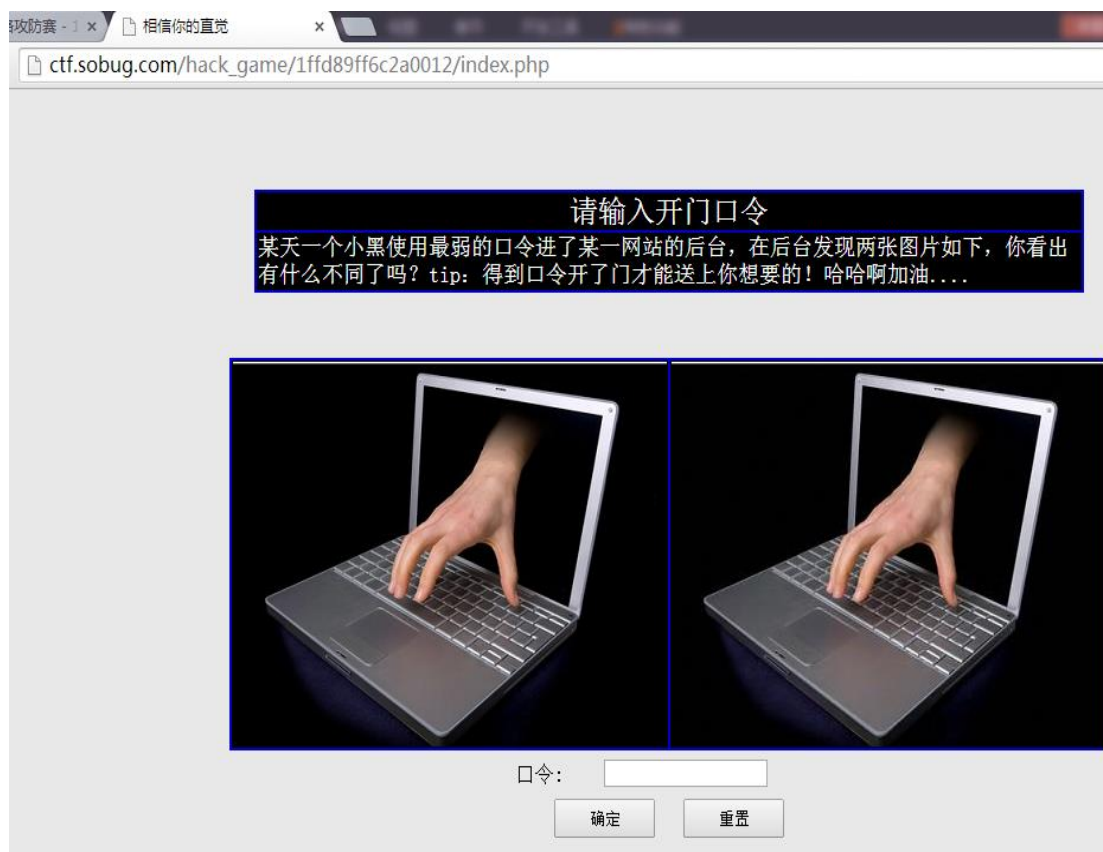 络攻防赛 - 1 × 相信你的直觉 ×
ctf.sobug.com/hack_game/1ffd89ff6c2a0012/index.php
请输入开门口令
某天一个小黑使用最弱的口令进了某一网站的后台，在后台发现两张图片如下，你看出
有什么不同了吗？tip：得到口令开了门才能送上你想要的！哈哈啊加油....
口令：
确定 重置